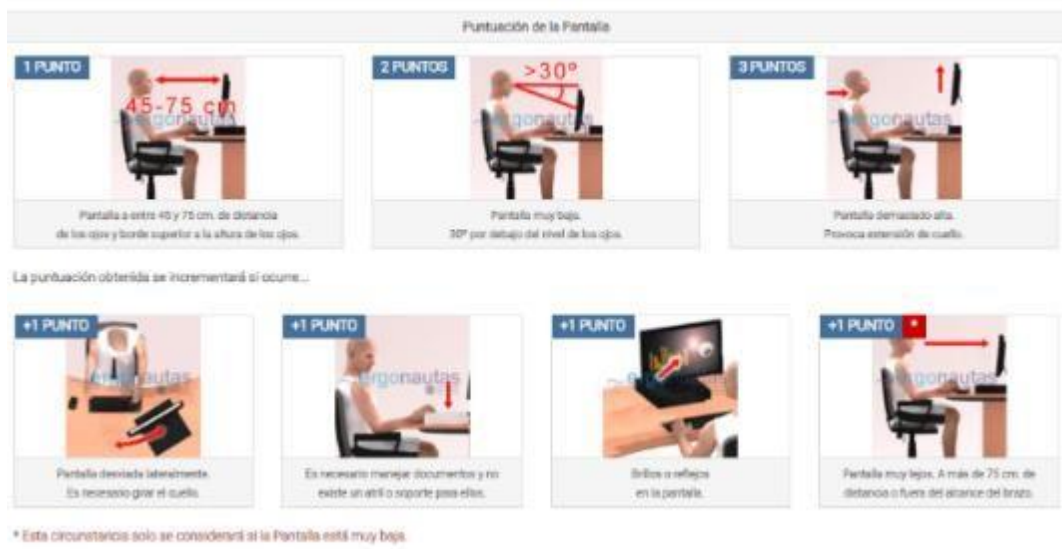 Puntuación de la Pantalla
1 PUNTO
2 PUNTOS
3 PUNTOS
45-75 cm
>30º
ergonautas
ergonautas
ergonautas
Pantalla a entre 45 y 75 cm. de distancia
de los ojos y borde superior a la altura de los ojos.
Pantalla muy baja.
30º por debajo del nivel de los ojos.
Pantalla demasiado alta.
Provoca extensión de cuello.
La puntuación obtenida se incrementará si ocurre...
+1 PUNTO
+1 PUNTO
+1 PUNTO
+1 PUNTO *
ergonautas
ergonautas
ergonautas
ergonautas
Pantalla desviada lateralmente.
Es necesario girar el cuello.
Es necesario manejar documentos y no
existe un atril o soporte para ellos.
Brillos o reflejos
en la pantalla.
Pantalla muy lejos. A más de 75 cm. de
distancia o fuera del alcance del brazo.
* Esta circunstancia solo se considerará si la Pantalla está muy baja.